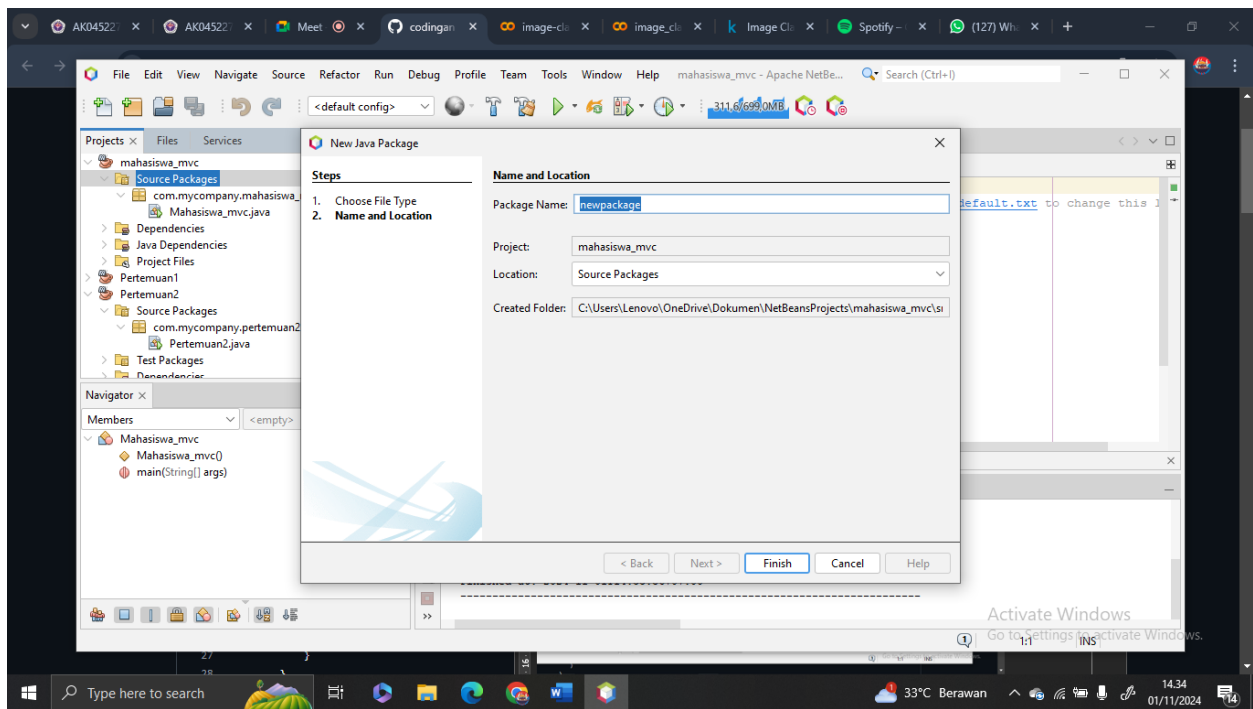 AK04522
AK04522
Meet
codingan
image-cla
image_cla
Image Cla
Spotify –
(127) Wh
File Edit View Navigate Source Refactor Run Debug Profile Team Tools Window Help mahasiswa_mvc - Apache NetBe... Search (Ctrl+I)
<default config>
311,6/699,0MB
Projects Files Services
New Java Package
mahasiswa_mvc
Source Packages
com.mycompany.mahasiswa_
Mahasiswa_mvc.java
Dependencies
Java Dependencies
Project Files
Pertemuan1
Pertemuan2
Source Packages
com.mycompany.pertemuan2
Pertemuan2.java
Test Packages
Dependencies
Steps
1. Choose File Type
2. Name and Location
Name and Location
Package Name: newpackage
Project: mahasiswa_mvc
Location: Source Packages
Created Folder: C:\Users\Lenovo\OneDrive\Dokumen\NetBeansProjects\mahasiswa_mvc\s
default.txt to change this l
Navigator
Members
<empty>
Mahasiswa_mvc
Mahasiswa_mvc()
main(String[] args)
< Back Next > Finish Cancel Help
Activate Windows
Go to Settings to activate Windows.
1:1 INS
27 }
28 }
Type here to search
33°C Berawan
14.34
01/11/2024
14